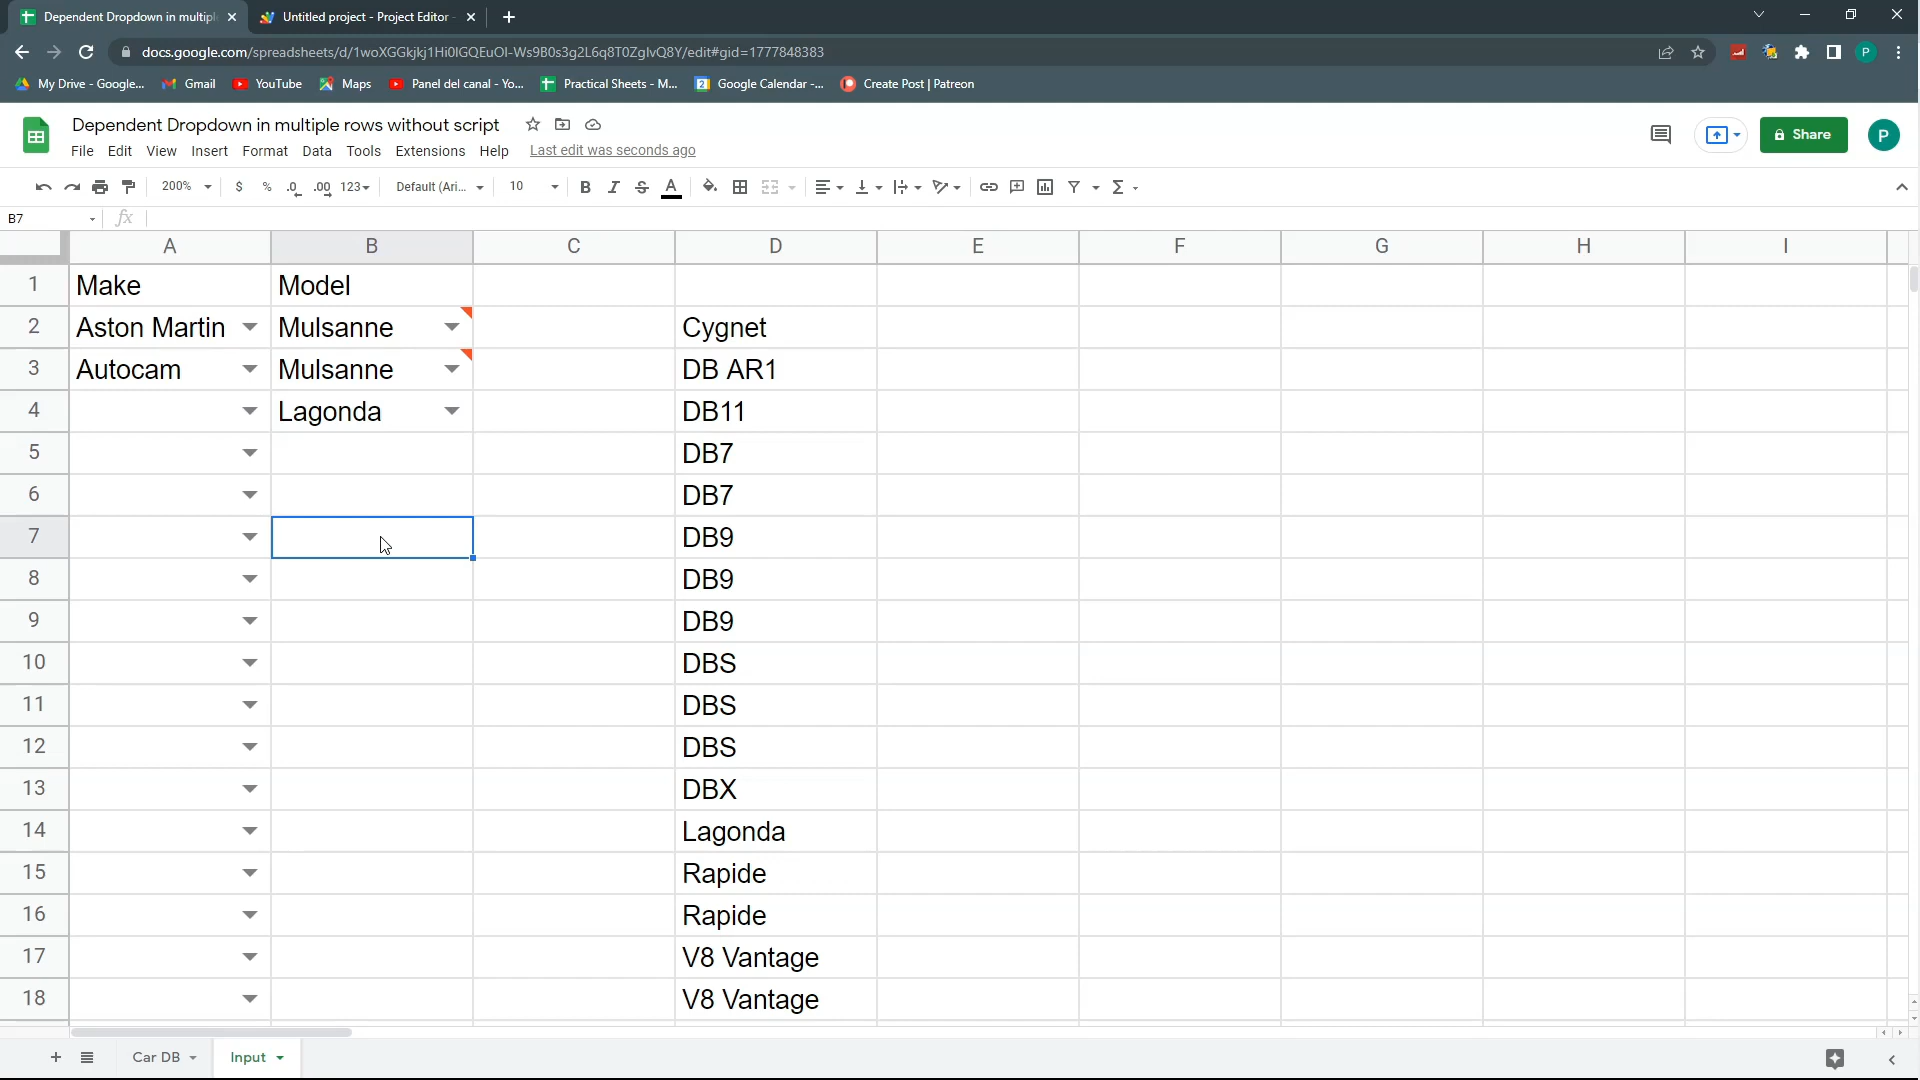 Dependent Dropdown in multipl
Untitled project - Project Editor
docs.google.com/spreadsheets/d/1woXGGkjkj1Hi0IGQEuOI-Ws9B0s3g2L6q8T0ZgIvQ8Y/edit#gid=1777848383
P
My Drive - Google...
Gmail
YouTube
Maps
Panel del canal - Yo...
Practical Sheets - M...
Google Calendar -...
Create Post | Patreon
Dependent Dropdown in multiple rows without script
Share
P
File Edit View Insert Format Data Tools Extensions Help Last edit was seconds ago
200% $ % .0 .00 123 Default (Ari... 10 B I S A Σ
B7 fx
A B C D E F G H I
1 Make Model
2 Aston Martin Mulsanne Cygnet
3 Autocam Mulsanne DB AR1
4 Lagonda DB11
5 DB7
6 DB7
7 DB9
8 DB9
9 DB9
10 DBS
11 DBS
12 DBS
13 DBX
14 Lagonda
15 Rapide
16 Rapide
17 V8 Vantage
18 V8 Vantage
Car DB Input